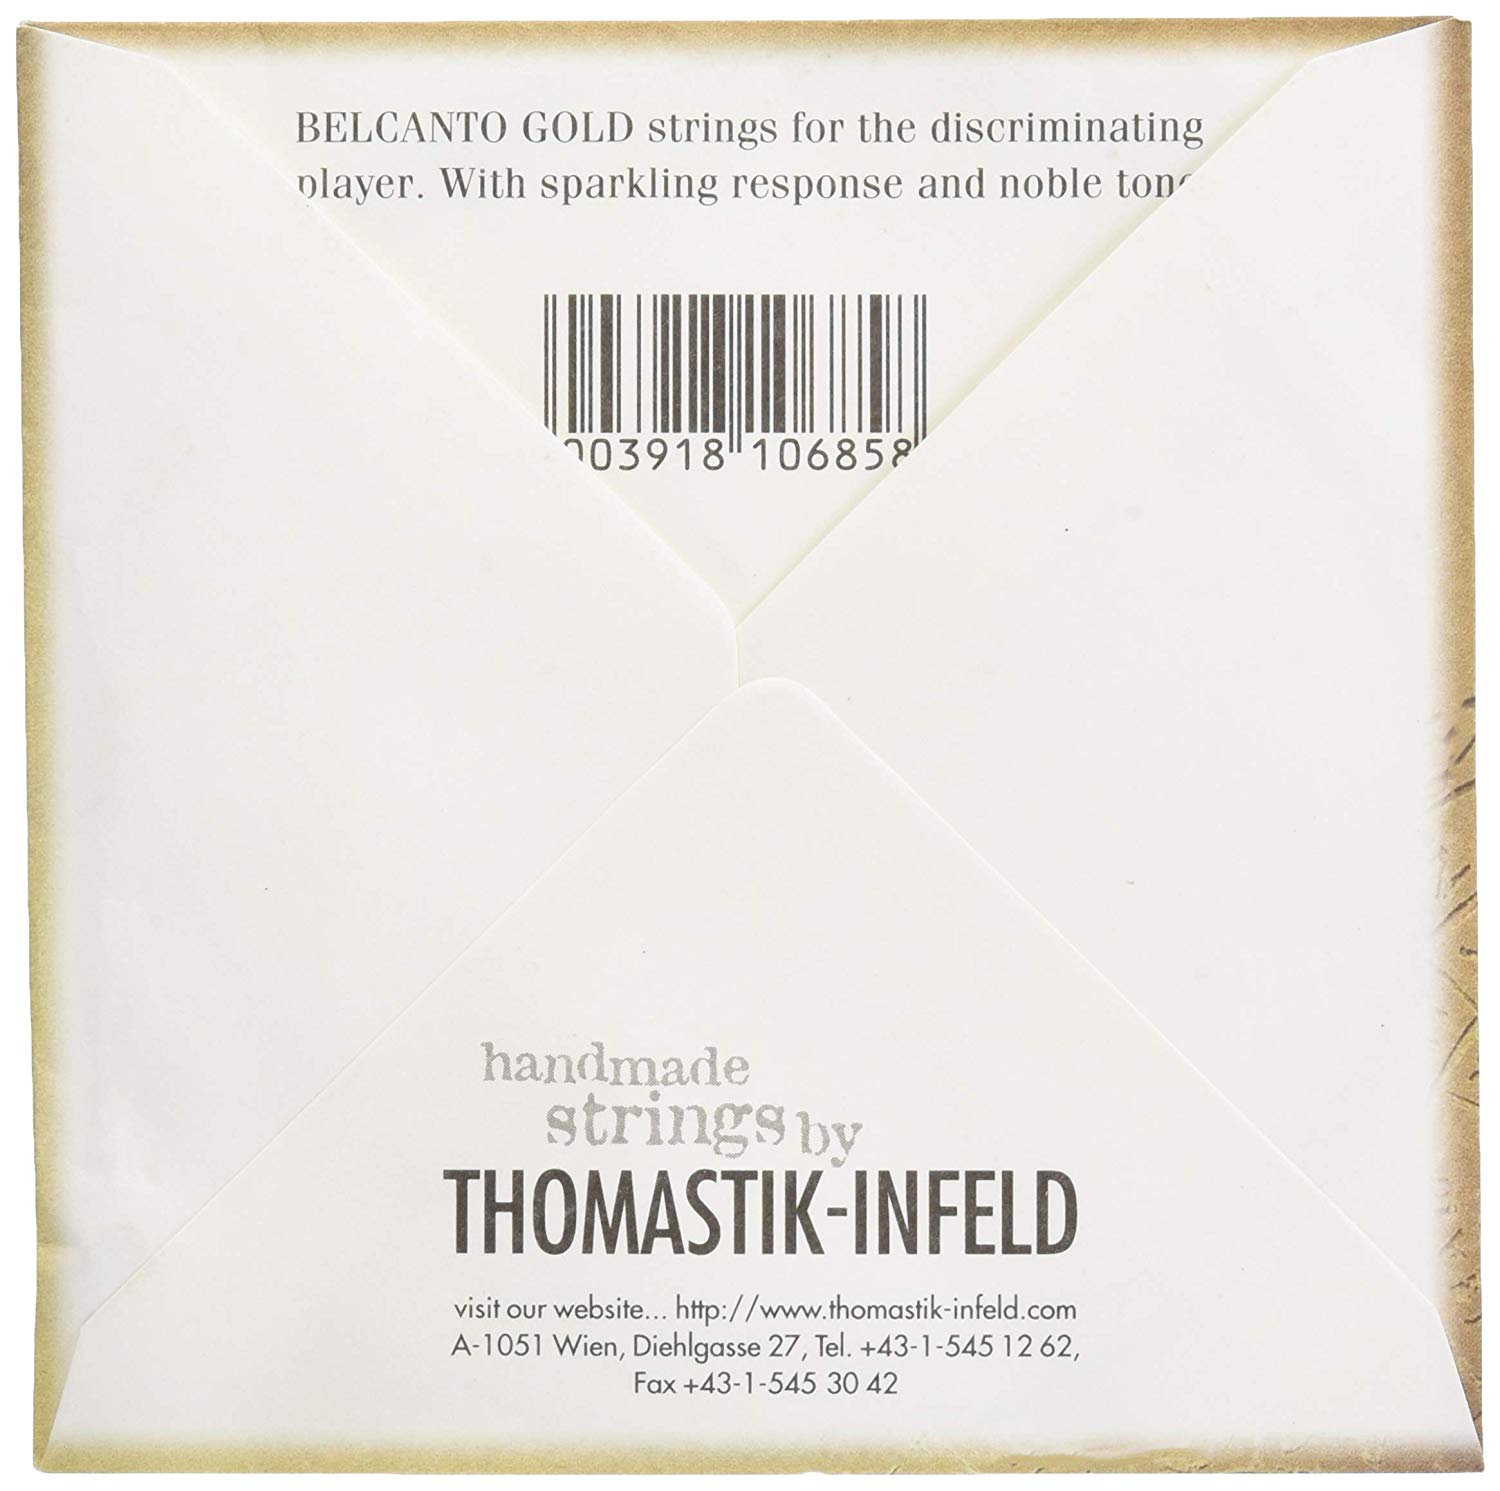 BELCANTO GOLD strings for the discriminating
player. With sparkling response and noble tone
003918 106858
handmade
strings by
THOMASTIK-INFELD
visit our website... http://www.thomastik-infeld.com
A-1051 Wien, Diehlgasse 27, Tel. +43-1-545 12 62,
Fax +43-1-545 30 42